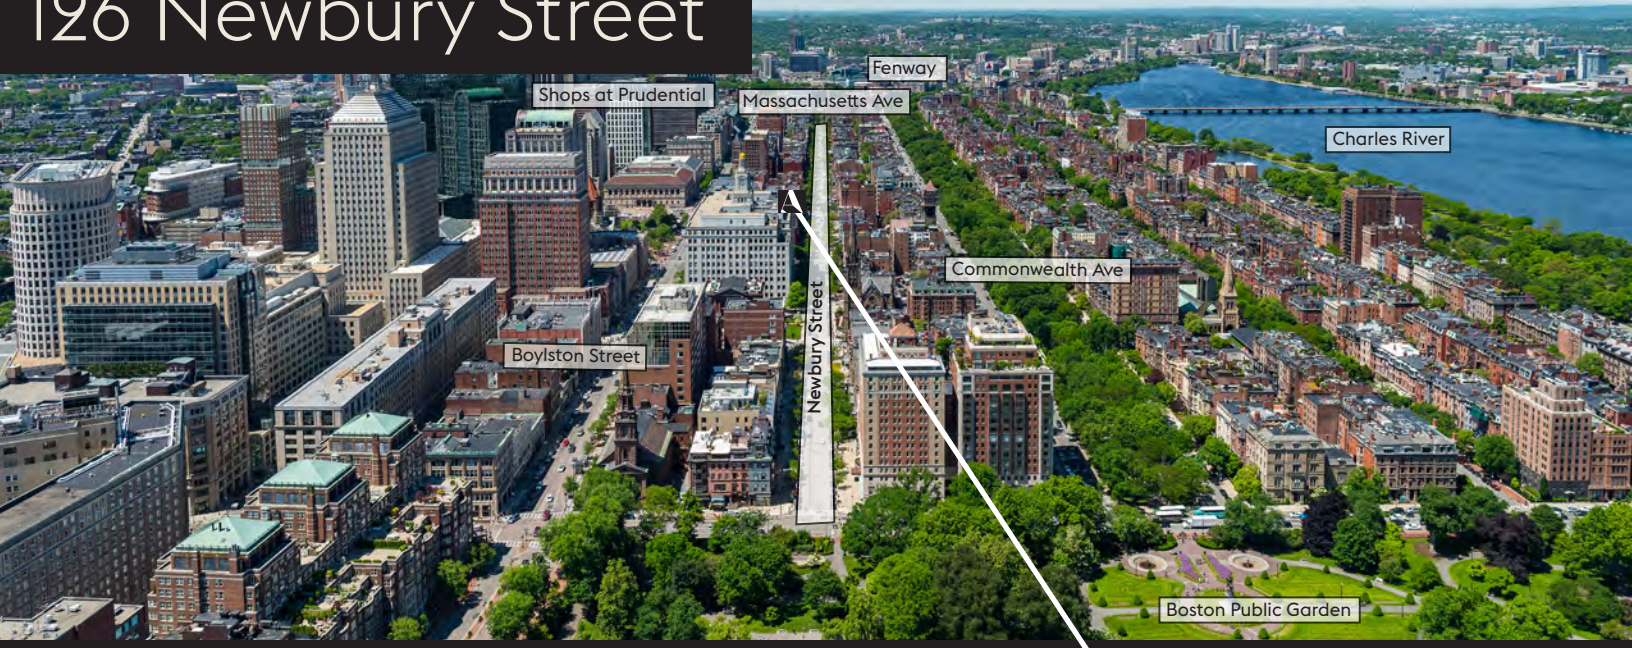 126 Newbury Street
Fenway
Shops at Prudential
Massachusetts Ave
Charles River
A
Commonwealth Ave
Newbury Street
Boylston Street
Boston Public Garden